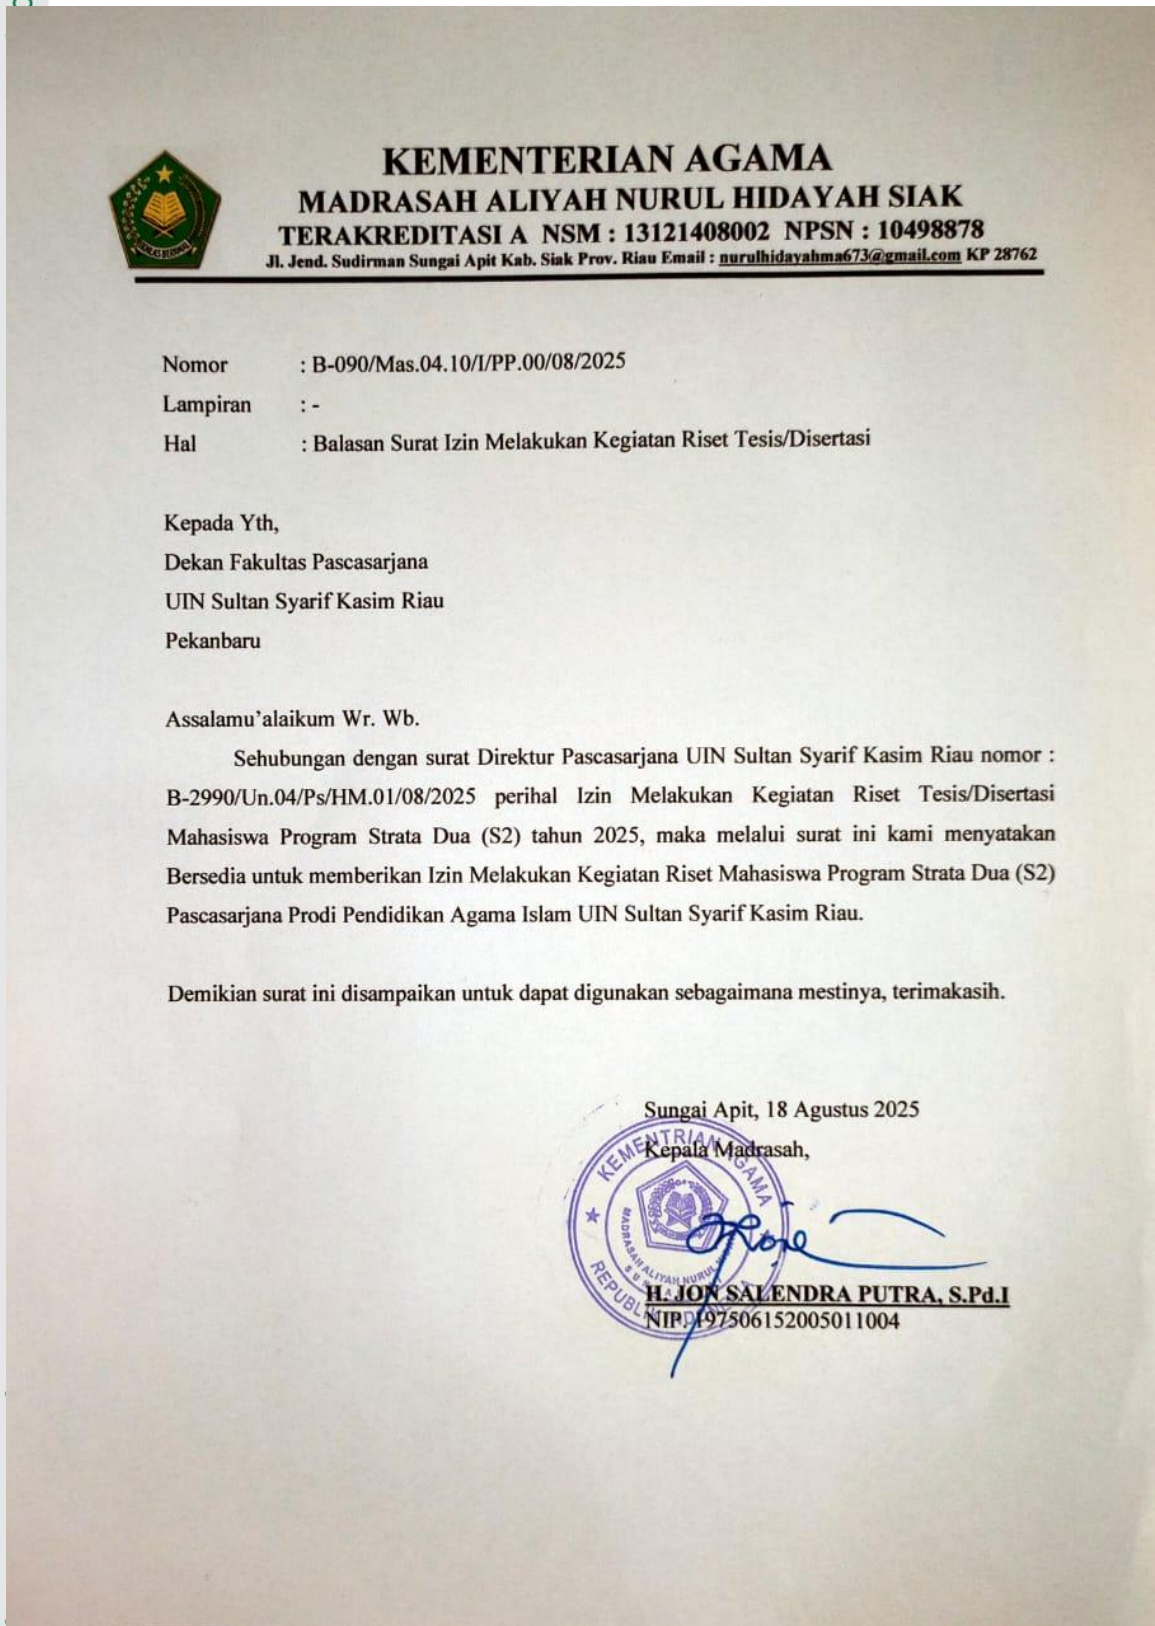 KEMENTERIAN AGAMA
MADRASAH ALIYAH NURUL HIDAYAH SIAK
TERAKREDITASI A NSM : 13121408002 NPSN : 10498878
Jl. Jend. Sudirman Sungai Apit Kab. Siak Prov. Riau Email : nurulhidayahma673@gmail.com KP 28762
Nomor : B-090/Mas.04.10/I/PP.00/08/2025
Lampiran : -
Hal : Balasan Surat Izin Melakukan Kegiatan Riset Tesis/Disertasi
Kepada Yth,
Dekan Fakultas Pascasarjana
UIN Sultan Syarif Kasim Riau
Pekanbaru
Assalamu’alaikum Wr. Wb.
Sehubungan dengan surat Direktur Pascasarjana UIN Sultan Syarif Kasim Riau nomor :
B-2990/Un.04/Ps/HM.01/08/2025 perihal Izin Melakukan Kegiatan Riset Tesis/Disertasi
Mahasiswa Program Strata Dua (S2) tahun 2025, maka melalui surat ini kami menyatakan
Bersedia untuk memberikan Izin Melakukan Kegiatan Riset Mahasiswa Program Strata Dua (S2)
Pascasarjana Prodi Pendidikan Agama Islam UIN Sultan Syarif Kasim Riau.
Demikian surat ini disampaikan untuk dapat digunakan sebagaimana mestinya, terimakasih.
Sungai Apit, 18 Agustus 2025
Kepala Madrasah,
KEMENTRIAN AGAMA
MADRASAH ALIYAH NURUL
REPUBLIK INDONESIA
H. JON SALENDRA PUTRA, S.Pd.I
NIP. 197506152005011004